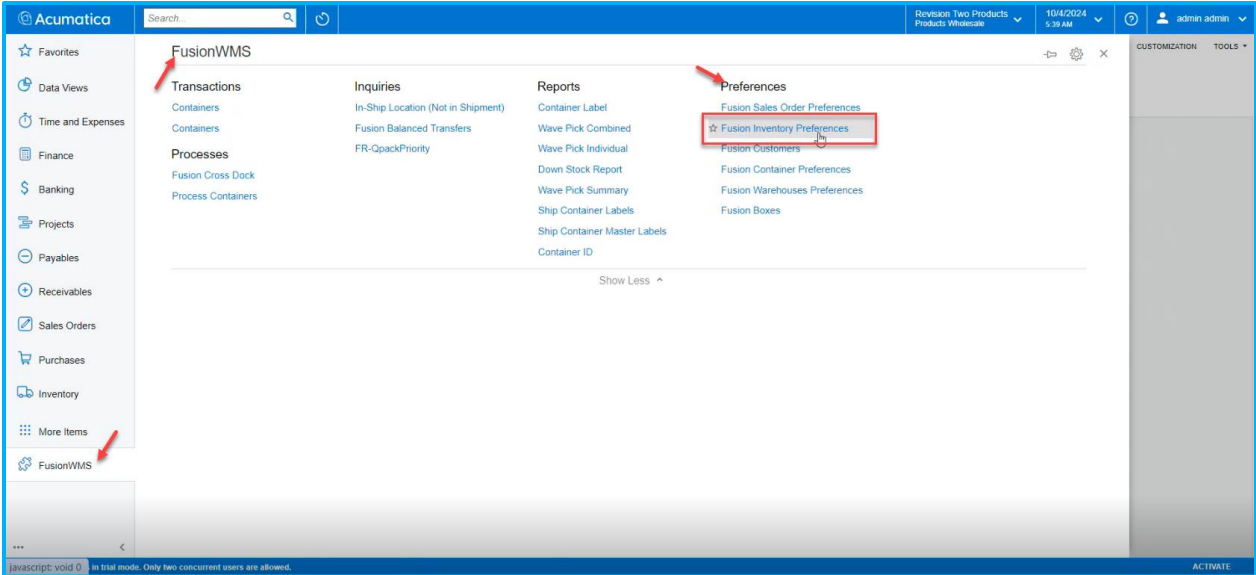 Acumatica
Search...
Revision Two Products
Products Wholesale
10/4/2024
5:39 AM
admin admin
CUSTOMIZATION TOOLS
Favorites
Data Views
Time and Expenses
Finance
Banking
Projects
Payables
Receivables
Sales Orders
Purchases
Inventory
More Items
FusionWMS
FusionWMS
Transactions
Containers
Containers
Processes
Fusion Cross Dock
Process Containers
Inquiries
In-Ship Location (Not in Shipment)
Fusion Balanced Transfers
FR-QpackPriority
Reports
Container Label
Wave Pick Combined
Wave Pick Individual
Down Stock Report
Wave Pick Summary
Ship Container Labels
Ship Container Master Labels
Container ID
Preferences
Fusion Sales Order Preferences
Fusion Inventory Preferences
Fusion Customers
Fusion Container Preferences
Fusion Warehouses Preferences
Fusion Boxes
Show Less
javascript: void 0
in trial mode. Only two concurrent users are allowed.
ACTIVATE